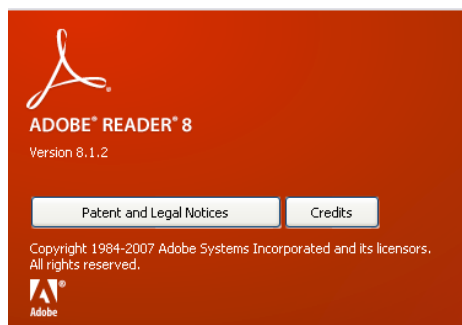 ADOBE® READER® 8
Version 8.1.2
Patent and Legal Notices
Credits
Copyright 1984-2007 Adobe Systems Incorporated and its licensors.
All rights reserved.
®
Adobe